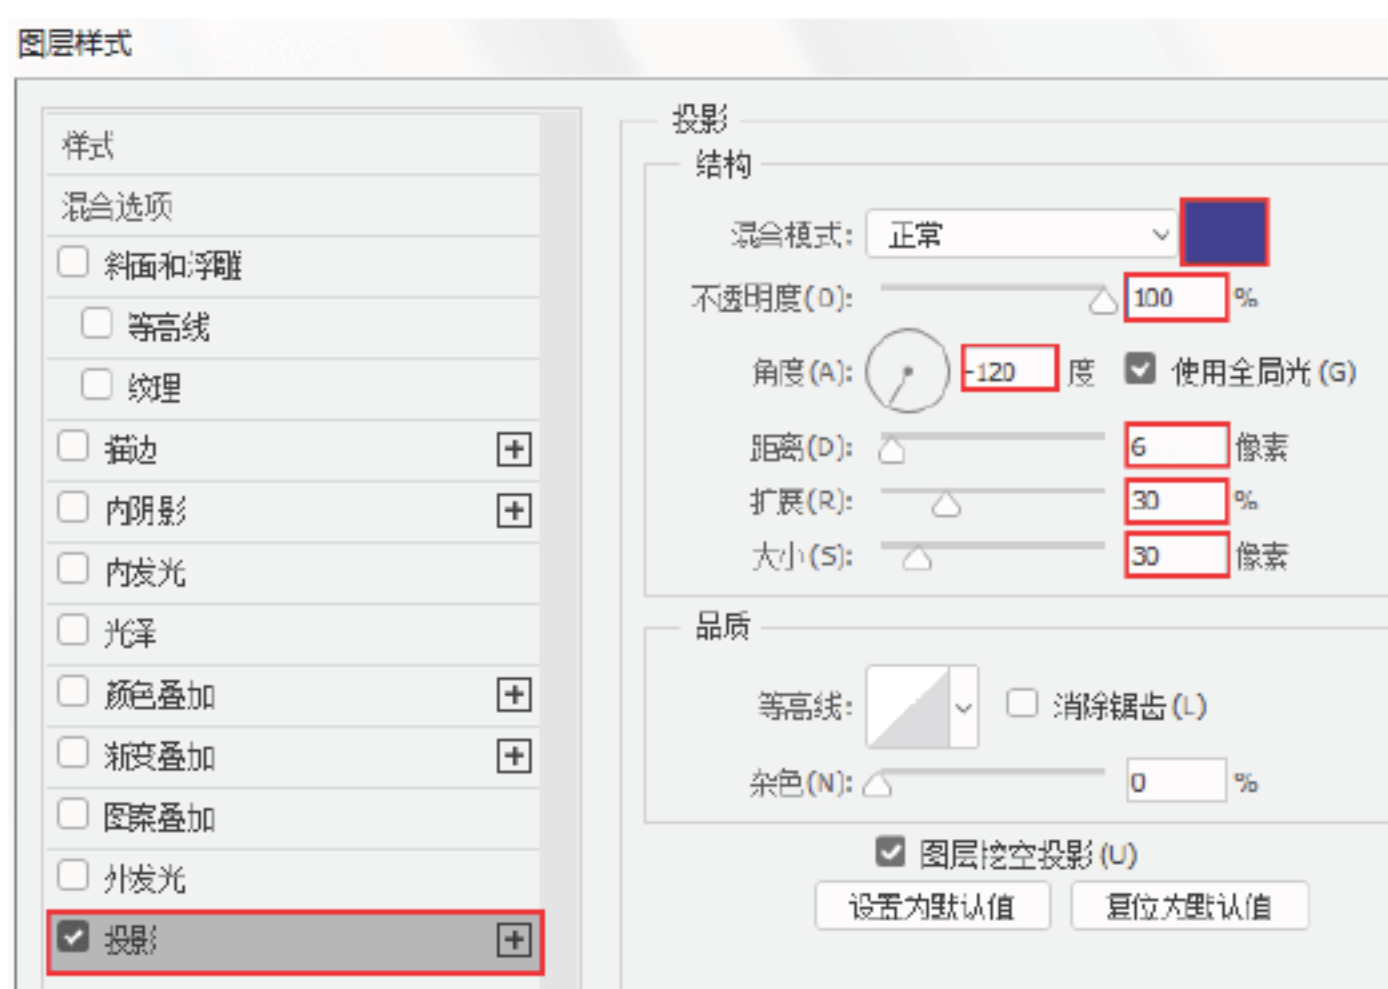 图层样式
样式
混合选项
斜面和浮雕
等高线
纹理
描边
内阴影
内发光
光泽
颜色叠加
渐变叠加
图案叠加
外发光
投影
投影
结构
混合模式: 正常
不透明度(O): 100 %
角度(A): -120 度 使用全局光(G)
距离(D): 6 像素
扩展(R): 30 %
大小(S): 30 像素
品质
等高线: 消除锯齿(L)
杂色(N): 0 %
图层挖空投影(U)
设置为默认值 复位为默认值